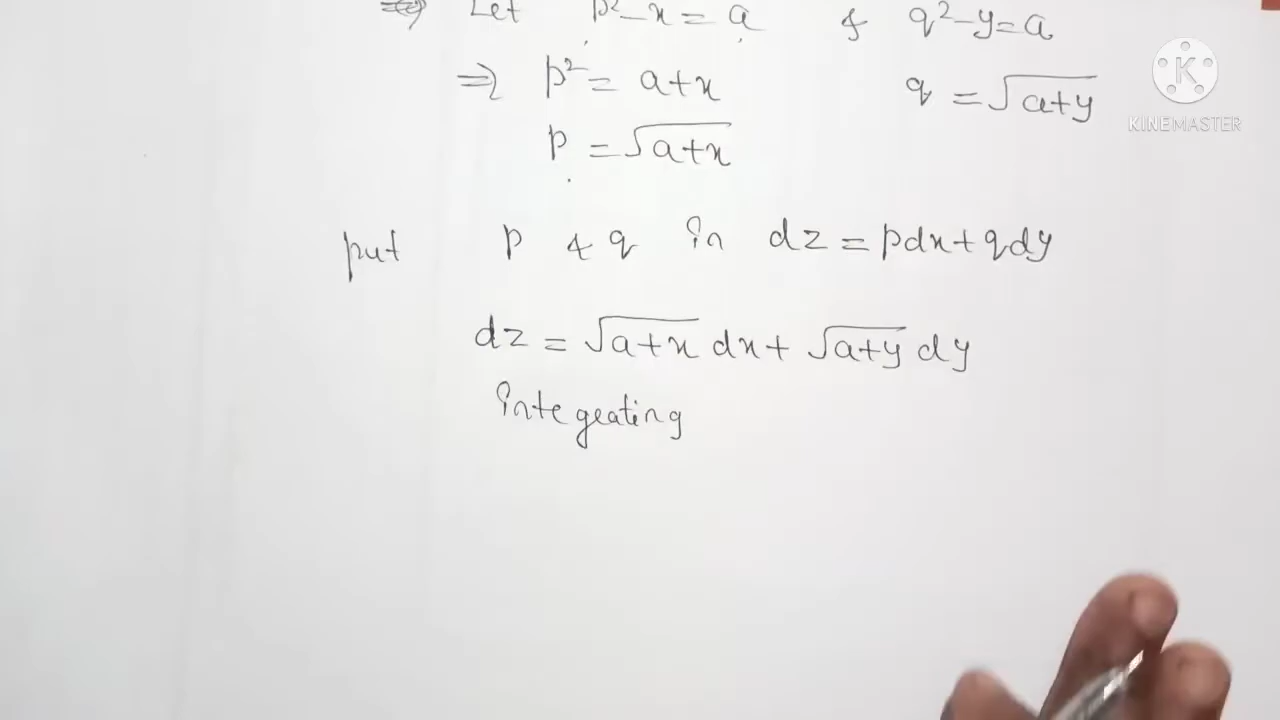 ⇒ Let p² - x = a & q² - y = a
⇒ p² = a + x q = √a+y
p = √a+x
put p & q in dz = pdx + qdy
dz = √a+x dx + √a+y dy
integeating
K
KINEMASTER